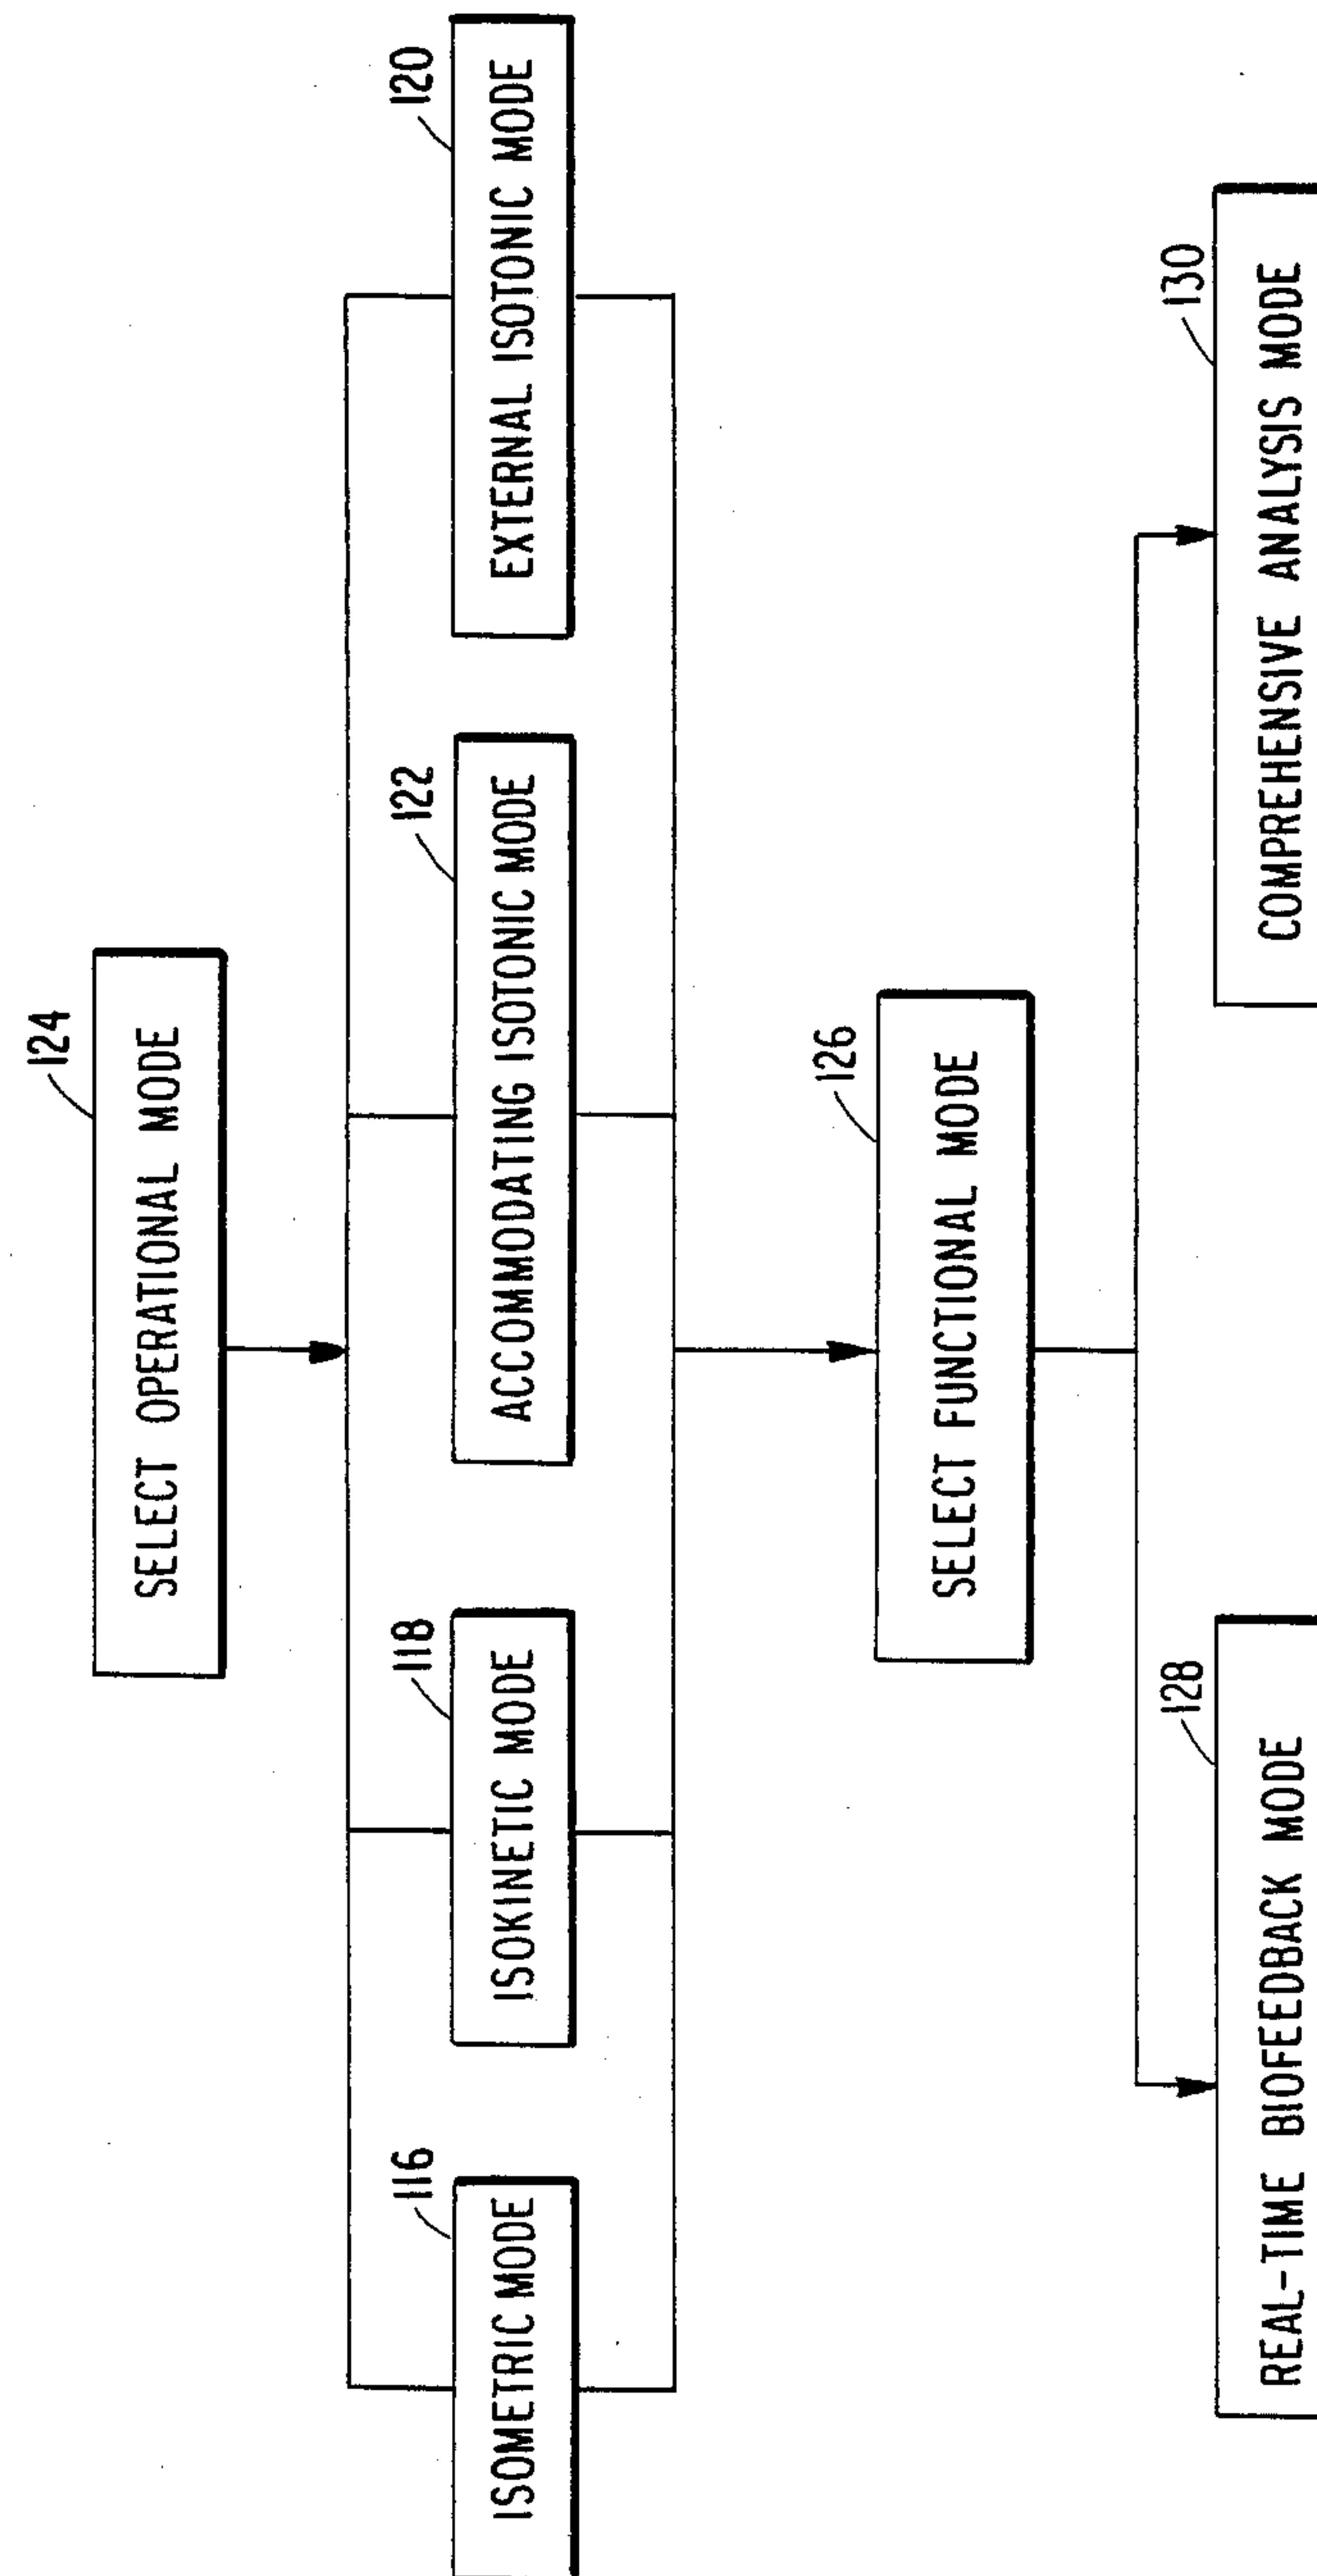 124
SELECT OPERATIONAL MODE
116
ISOMETRIC MODE
118
ISOKINETIC MODE
122
ACCOMMODATING ISOTONIC MODE
120
EXTERNAL ISOTONIC MODE
126
SELECT FUNCTIONAL MODE
128
REAL-TIME BIOFEEDBACK MODE
130
COMPREHENSIVE ANALYSIS MODE